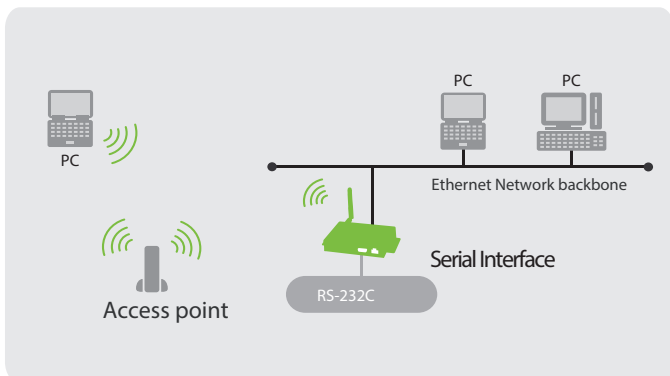 PC
PC
PC
Ethernet Network backbone
Serial Interface
RS-232C
Access point